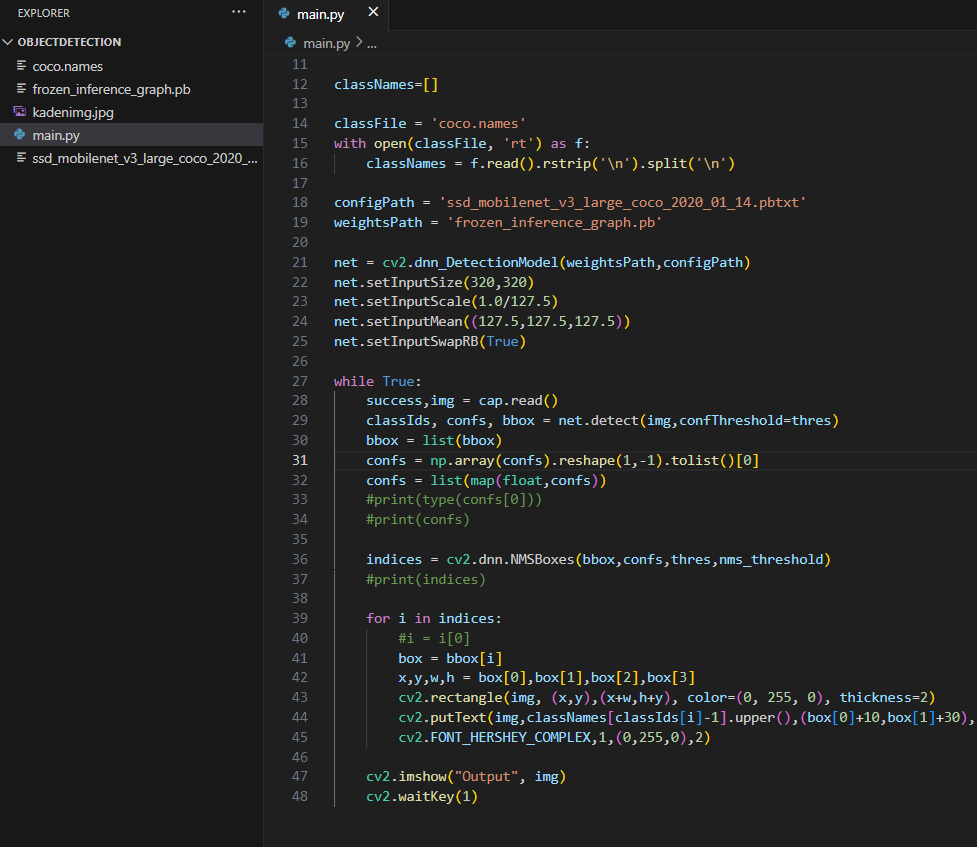 EXPLORER
...
OBJECTDETECTION
coco.names
frozen_inference_graph.pb
kadenimg.jpg
main.py
ssd_mobilenet_v3_large_coco_2020_...
main.py
main.py > ...
11
12 classNames=[]
13
14 classFile = 'coco.names'
15 with open(classFile, 'rt') as f:
16     classNames = f.read().rstrip('\n').split('\n')
17
18 configPath = 'ssd_mobilenet_v3_large_coco_2020_01_14.pbtxt'
19 weightsPath = 'frozen_inference_graph.pb'
20
21 net = cv2.dnn_DetectionModel(weightsPath,configPath)
22 net.setInputSize(320,320)
23 net.setInputScale(1.0/127.5)
24 net.setInputMean((127.5,127.5,127.5))
25 net.setInputSwapRB(True)
26
27 while True:
28     success,img = cap.read()
29     classIds, confs, bbox = net.detect(img,confThreshold=thres)
30     bbox = list(bbox)
31     confs = np.array(confs).reshape(1,-1).tolist()[0]
32     confs = list(map(float,confs))
33     #print(type(confs[0]))
34     #print(confs)
35
36     indices = cv2.dnn.NMSBoxes(bbox,confs,thres,nms_threshold)
37     #print(indices)
38
39     for i in indices:
40         #i = i[0]
41         box = bbox[i]
42         x,y,w,h = box[0],box[1],box[2],box[3]
43         cv2.rectangle(img, (x,y),(x+w,h+y), color=(0, 255, 0), thickness=2)
44         cv2.putText(img,classNames[classIds[i]-1].upper(),(box[0]+10,box[1]+30),
45         cv2.FONT_HERSHEY_COMPLEX,1,(0,255,0),2)
46
47     cv2.imshow("Output", img)
48     cv2.waitKey(1)